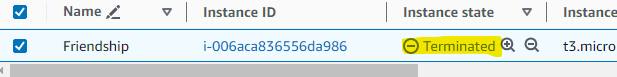 Name Instance ID Instance state Instanc
Friendship i-006aca836556da986 Terminated t3.micro